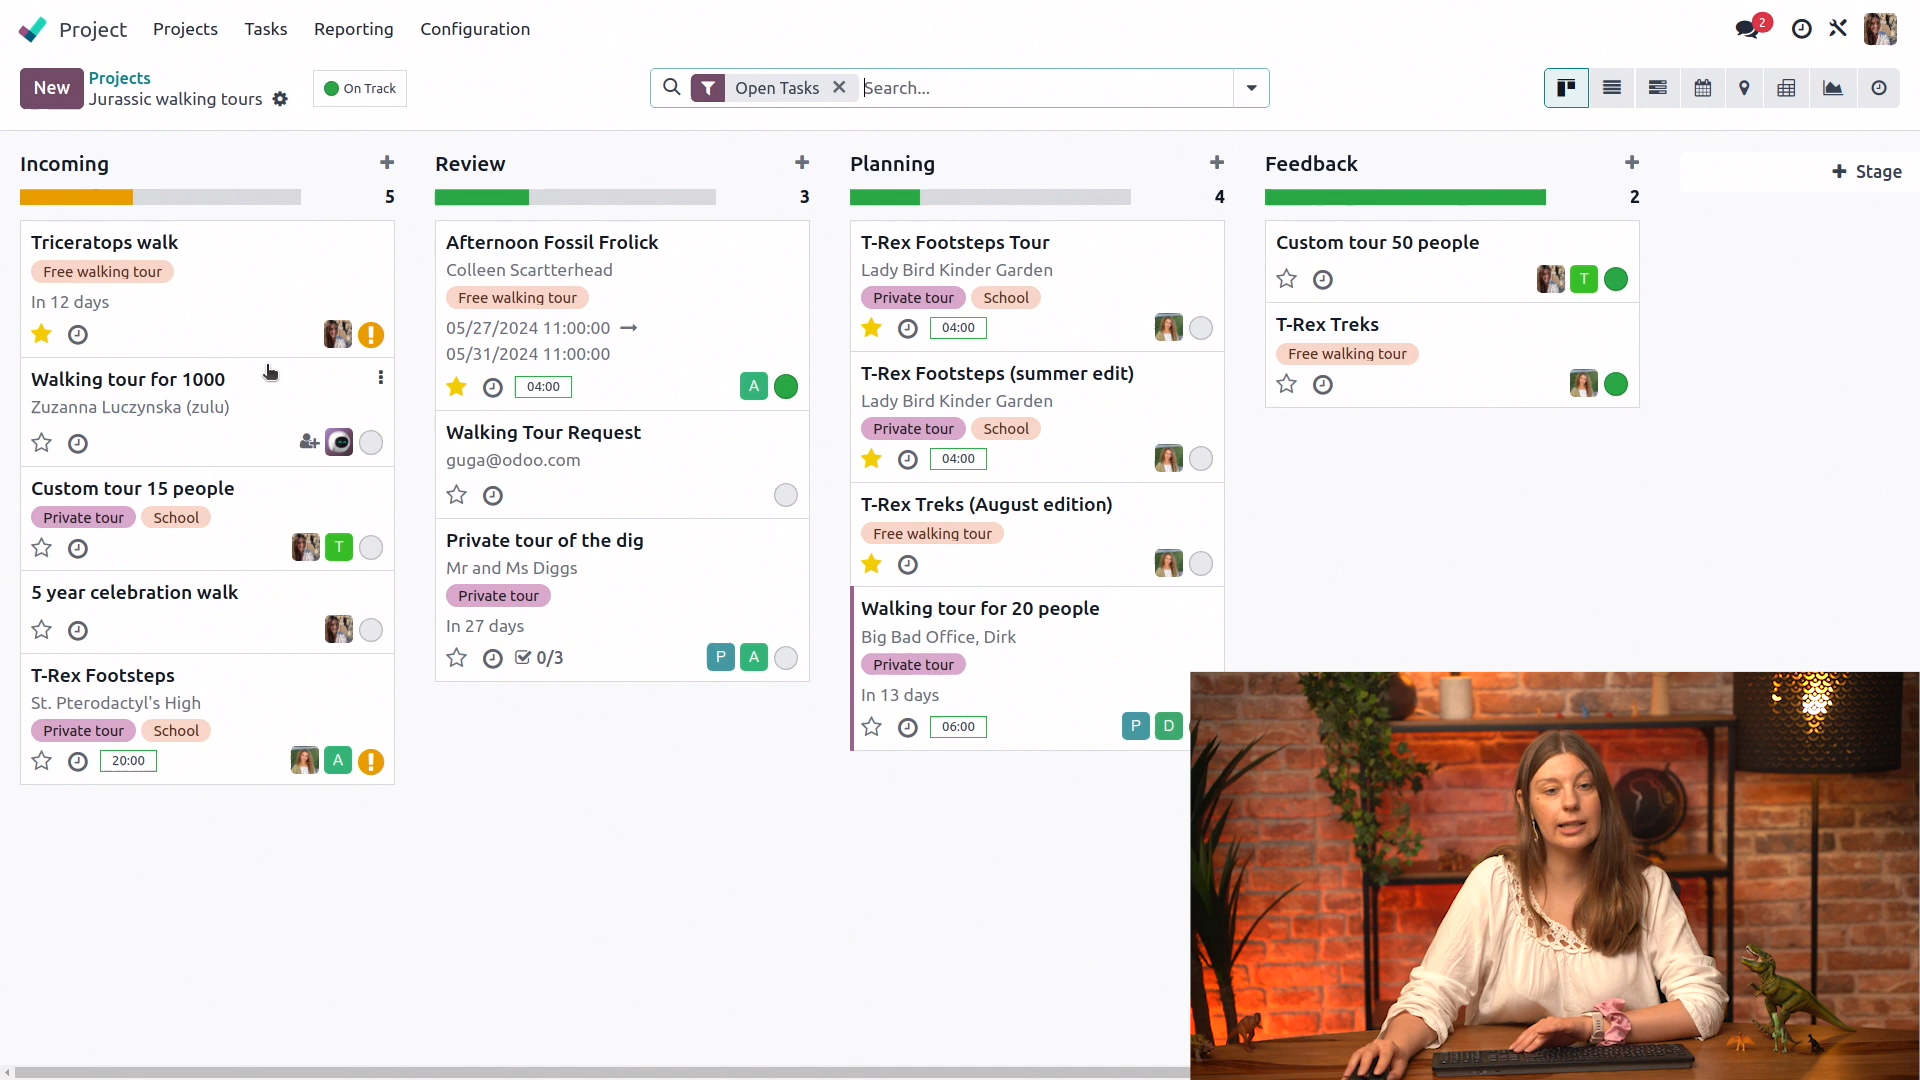 Project Projects Tasks Reporting Configuration 2
New Projects
Jurassic walking tours On Track Open Tasks Search...
Incoming
5
Triceratops walk
Free walking tour
In 12 days
Walking tour for 1000
Zuzanna Luczynska (zulu)
Custom tour 15 people
Private tour School
T
5 year celebration walk
T-Rex Footsteps
St. Pterodactyl's High
Private tour School
20:00 A
Review
3
Afternoon Fossil Frolick
Colleen Scartterhead
Free walking tour
05/27/2024 11:00:00 →
05/31/2024 11:00:00
04:00 A
Walking Tour Request
guga@odoo.com
Private tour of the dig
Mr and Ms Diggs
Private tour
In 27 days
0/3 P A
Planning
4
T-Rex Footsteps Tour
Lady Bird Kinder Garden
Private tour School
04:00
T-Rex Footsteps (summer edit)
Lady Bird Kinder Garden
Private tour School
04:00
T-Rex Treks (August edition)
Free walking tour
Walking tour for 20 people
Big Bad Office, Dirk
Private tour
In 13 days
06:00 P D
Feedback
2
Custom tour 50 people
T
T-Rex Treks
Free walking tour
+ Stage